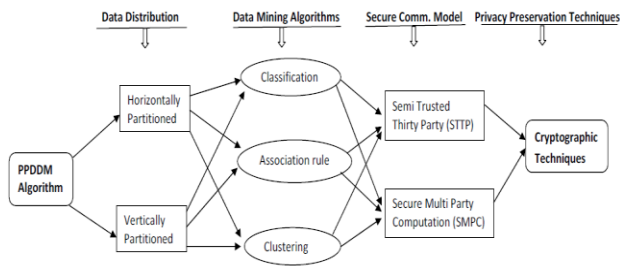 Data Distribution
Data Mining Algorithms
Secure Comm. Model
Privacy Preservation Techniques
PPDDM
Algorithm
Horizontally
Partitioned
Vertically
Partitioned
Classification
Association rule
Clustering
Semi Trusted
Thirty Party (STTP)
Secure Multi Party
Computation (SMPC)
Cryptographic
Techniques